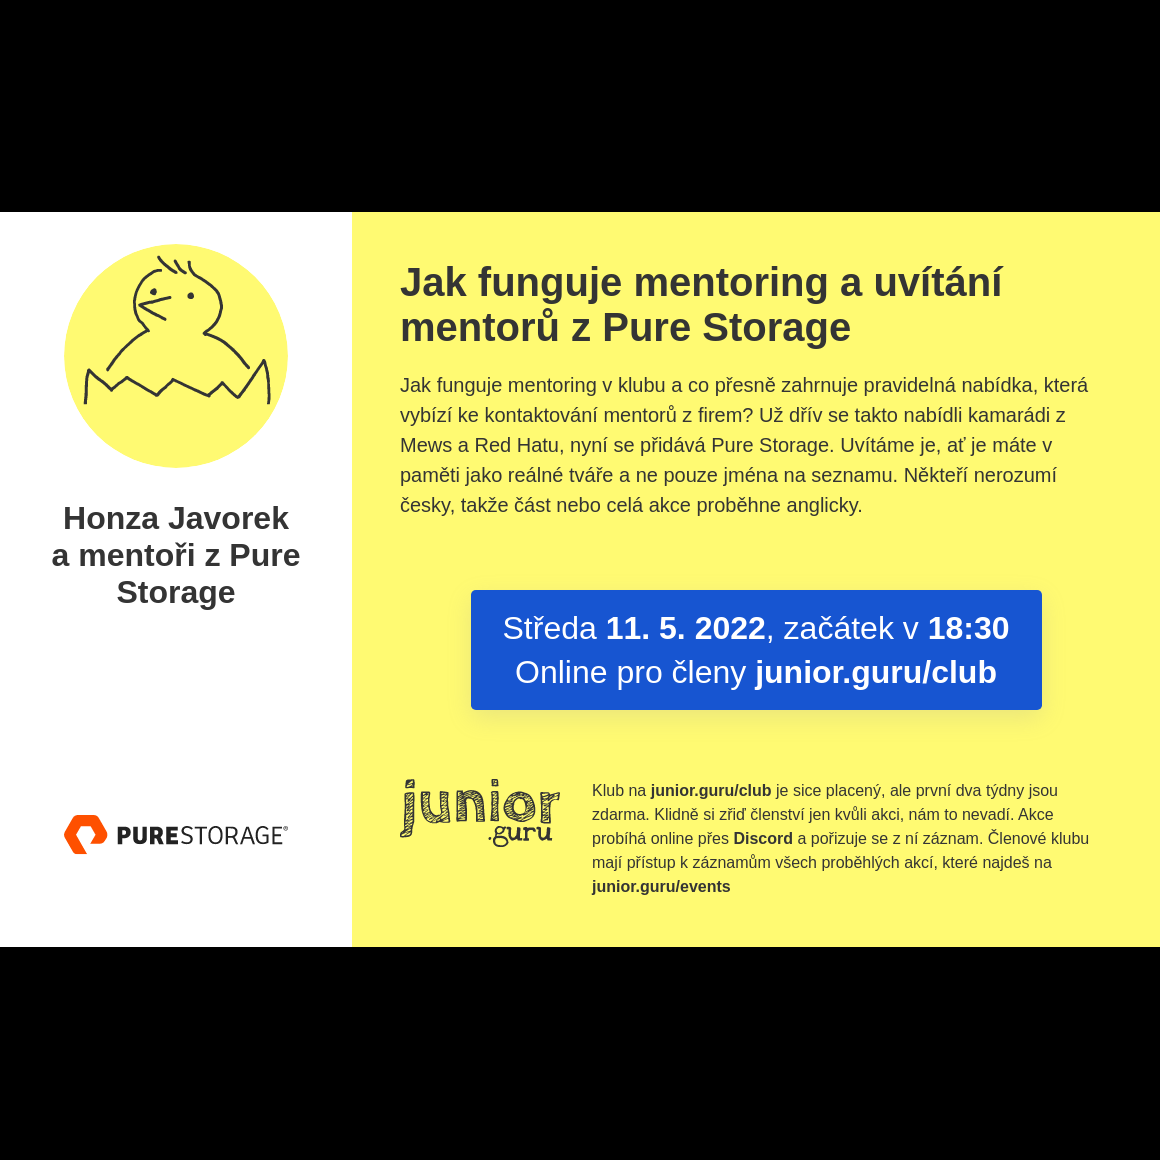 Honza Javorek
a mentoři z Pure
Storage
PURESTORAGE®
Jak funguje mentoring a uvítání
mentorů z Pure Storage
Jak funguje mentoring v klubu a co přesně zahrnuje pravidelná nabídka, která
vybízí ke kontaktování mentorů z firem? Už dřív se takto nabídli kamarádi z
Mews a Red Hatu, nyní se přidává Pure Storage. Uvítáme je, ať je máte v
paměti jako reálné tváře a ne pouze jména na seznamu. Někteří nerozumí
česky, takže část nebo celá akce proběhne anglicky.
Středa 11. 5. 2022, začátek v 18:30
Online pro členy junior.guru/club
junior
.guru
Klub na junior.guru/club je sice placený, ale první dva týdny jsou
zdarma. Klidně si zřiď členství jen kvůli akci, nám to nevadí. Akce
probíhá online přes Discord a pořizuje se z ní záznam. Členové klubu
mají přístup k záznamům všech proběhlých akcí, které najdeš na
junior.guru/events